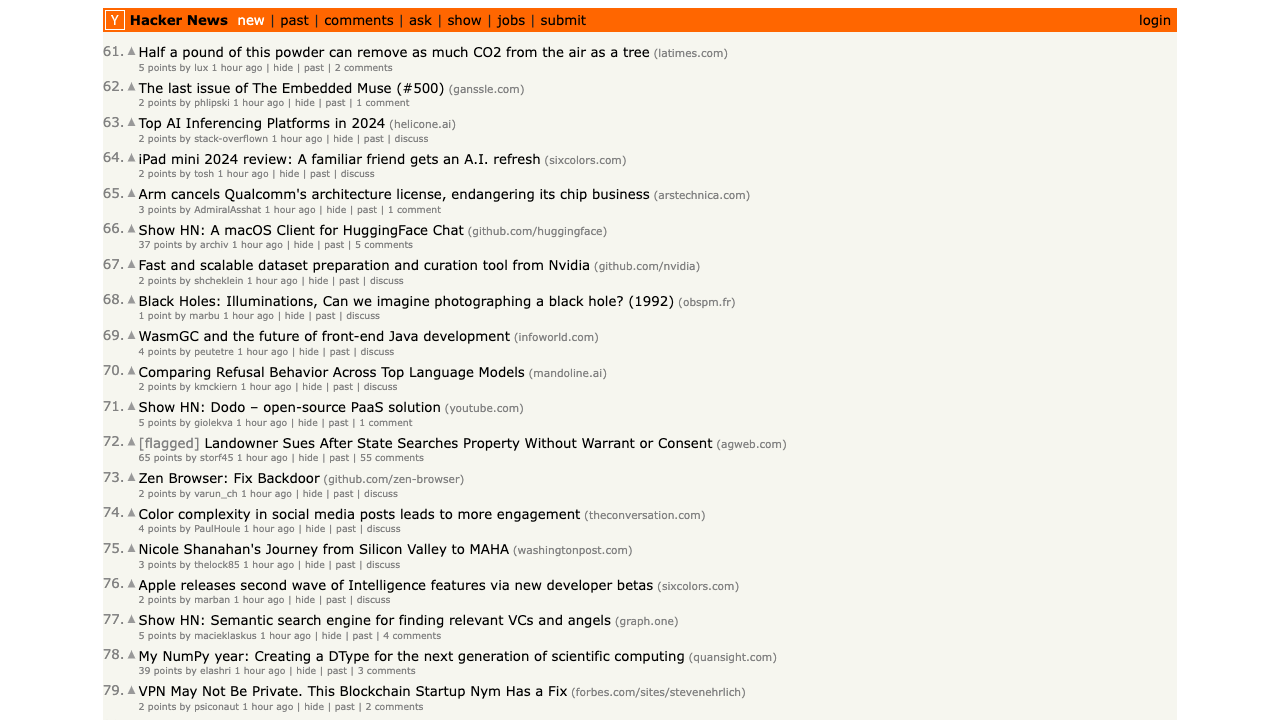 Y Hacker News new | past | comments | ask | show | jobs | submit login
61. ▲ Half a pound of this powder can remove as much CO2 from the air as a tree (latimes.com)
5 points by lux 1 hour ago | hide | past | 2 comments
62. ▲ The last issue of The Embedded Muse (#500) (ganssle.com)
2 points by phlipski 1 hour ago | hide | past | 1 comment
63. ▲ Top AI Inferencing Platforms in 2024 (helicone.ai)
2 points by stack-overflown 1 hour ago | hide | past | discuss
64. ▲ iPad mini 2024 review: A familiar friend gets an A.I. refresh (sixcolors.com)
2 points by tosh 1 hour ago | hide | past | discuss
65. ▲ Arm cancels Qualcomm's architecture license, endangering its chip business (arstechnica.com)
3 points by AdmiralAsshat 1 hour ago | hide | past | 1 comment
66. ▲ Show HN: A macOS Client for HuggingFace Chat (github.com/huggingface)
37 points by archiv 1 hour ago | hide | past | 5 comments
67. ▲ Fast and scalable dataset preparation and curation tool from Nvidia (github.com/nvidia)
2 points by shcheklein 1 hour ago | hide | past | discuss
68. ▲ Black Holes: Illuminations, Can we imagine photographing a black hole? (1992) (obspm.fr)
1 point by marbu 1 hour ago | hide | past | discuss
69. ▲ WasmGC and the future of front-end Java development (infoworld.com)
4 points by peutetre 1 hour ago | hide | past | discuss
70. ▲ Comparing Refusal Behavior Across Top Language Models (mandoline.ai)
2 points by kmckiern 1 hour ago | hide | past | discuss
71. ▲ Show HN: Dodo – open-source PaaS solution (youtube.com)
5 points by giolekva 1 hour ago | hide | past | 1 comment
72. ▲ [flagged] Landowner Sues After State Searches Property Without Warrant or Consent (agweb.com)
65 points by storf45 1 hour ago | hide | past | 55 comments
73. ▲ Zen Browser: Fix Backdoor (github.com/zen-browser)
2 points by varun_ch 1 hour ago | hide | past | discuss
74. ▲ Color complexity in social media posts leads to more engagement (theconversation.com)
4 points by PaulHoule 1 hour ago | hide | past | discuss
75. ▲ Nicole Shanahan's Journey from Silicon Valley to MAHA (washingtonpost.com)
3 points by thelock85 1 hour ago | hide | past | discuss
76. ▲ Apple releases second wave of Intelligence features via new developer betas (sixcolors.com)
2 points by marban 1 hour ago | hide | past | discuss
77. ▲ Show HN: Semantic search engine for finding relevant VCs and angels (graph.one)
5 points by macieklaskus 1 hour ago | hide | past | 4 comments
78. ▲ My NumPy year: Creating a DType for the next generation of scientific computing (quansight.com)
39 points by elashri 1 hour ago | hide | past | 3 comments
79. ▲ VPN May Not Be Private. This Blockchain Startup Nym Has a Fix (forbes.com/sites/stevenehrlich)
2 points by psiconaut 1 hour ago | hide | past | 2 comments